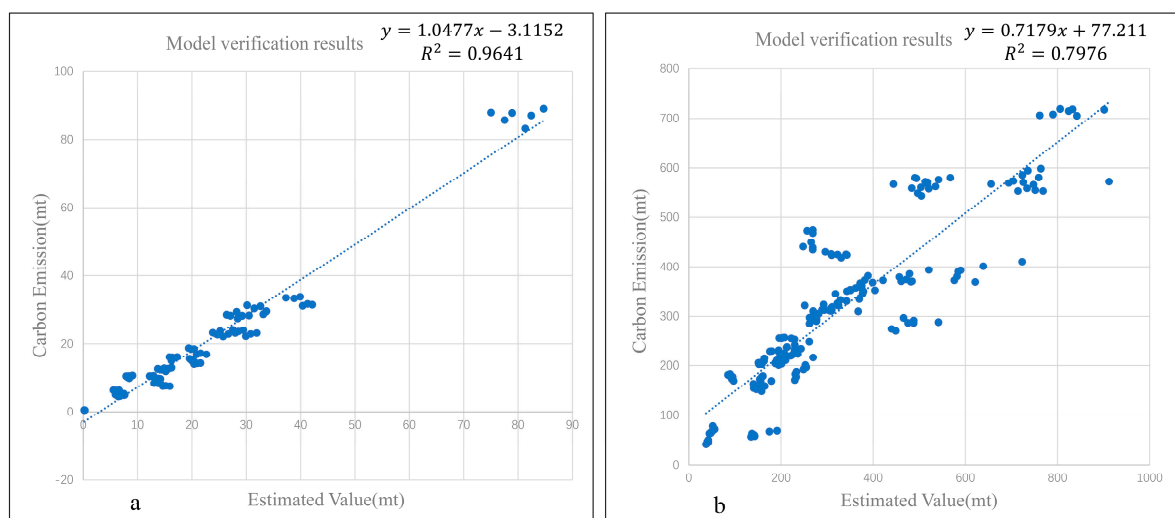 Model verification results
y = 1.0477x − 3.1152
R² = 0.9641
100
80
60
40
20
0
-20
0 10 20 30 40 50 60 70 80 90
Carbon Emission(mt)
Estimated Value(mt)
a
Model verification results
y = 0.7179x + 77.211
R² = 0.7976
800
700
600
500
400
300
200
100
0
0 200 400 600 800 1000
Carbon Emission(mt)
Estimated Value(mt)
b